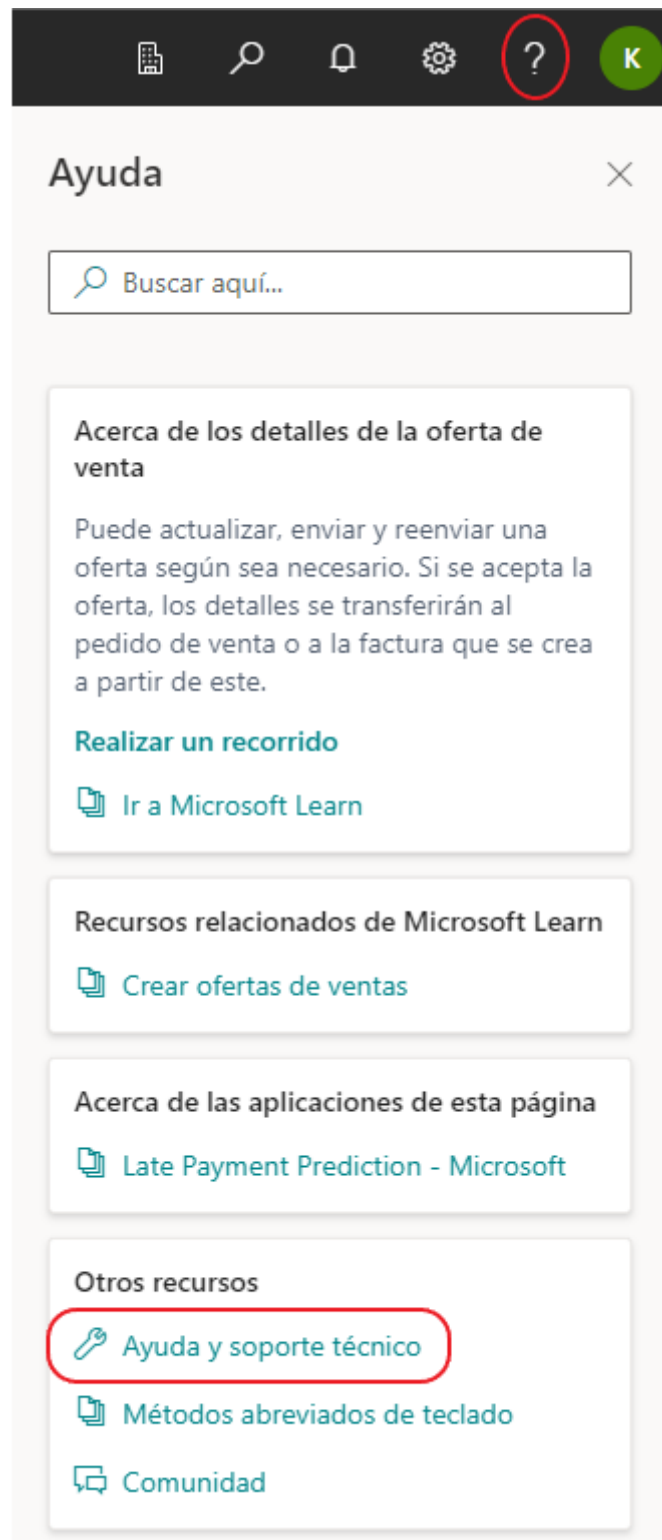 ?
K
Ayuda
Buscar aquí...
Acerca de los detalles de la oferta de
venta
Puede actualizar, enviar y reenviar una
oferta según sea necesario. Si se acepta la
oferta, los detalles se transferirán al
pedido de venta o a la factura que se crea
a partir de este.
Realizar un recorrido
Ir a Microsoft Learn
Recursos relacionados de Microsoft Learn
Crear ofertas de ventas
Acerca de las aplicaciones de esta página
Late Payment Prediction - Microsoft
Otros recursos
Ayuda y soporte técnico
Métodos abreviados de teclado
Comunidad